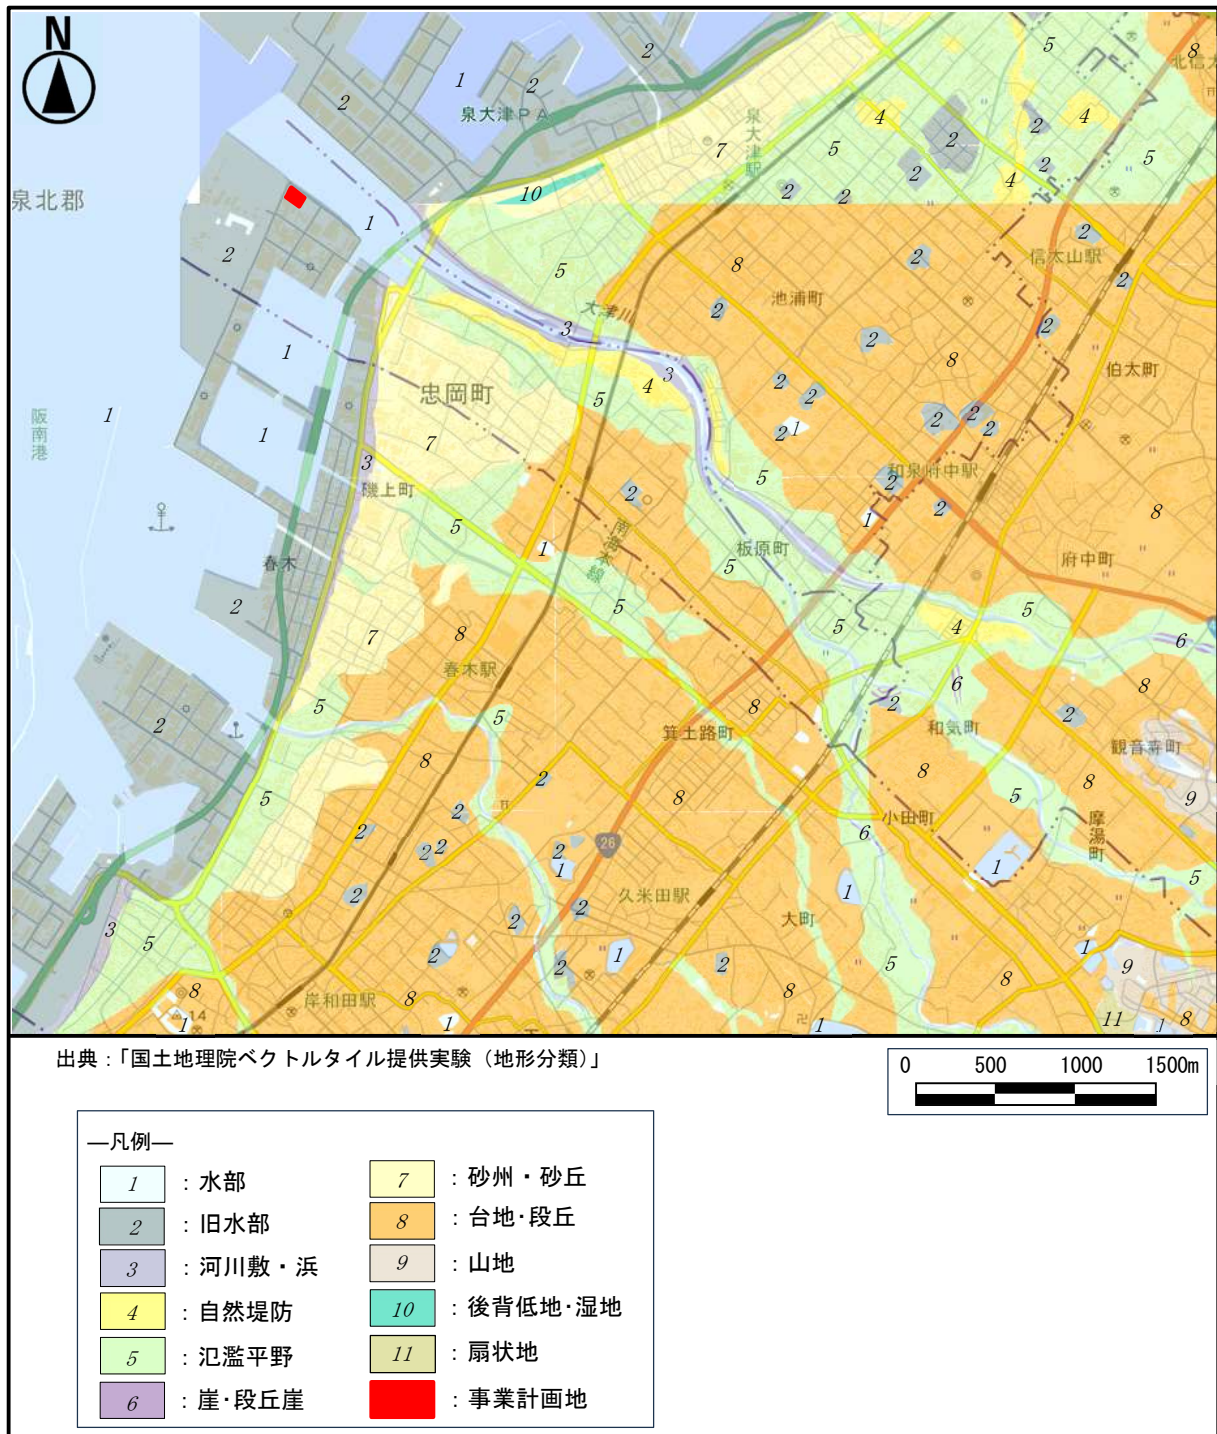 N
泉大津PA
泉大津駅
北信太
泉北郡
信太山駅
池浦町
大津川
伯太町
忠岡町
阪南港
和泉府中駅
磯上町
南海本線
板原町
府中町
春木
春木駅
箕土路町
和気町
観音寺町
小田町
摩湯町
26
久米田駅
大町
岸和田駅
14
出典：「国土地理院ベクトルタイル提供実験（地形分類）」
0 500 1000 1500m
―凡例―
1 ：水部
2 ：旧水部
3 ：河川敷・浜
4 ：自然堤防
5 ：氾濫平野
6 ：崖・段丘崖
7 ：砂州・砂丘
8 ：台地・段丘
9 ：山地
10 ：後背低地・湿地
11 ：扇状地
：事業計画地